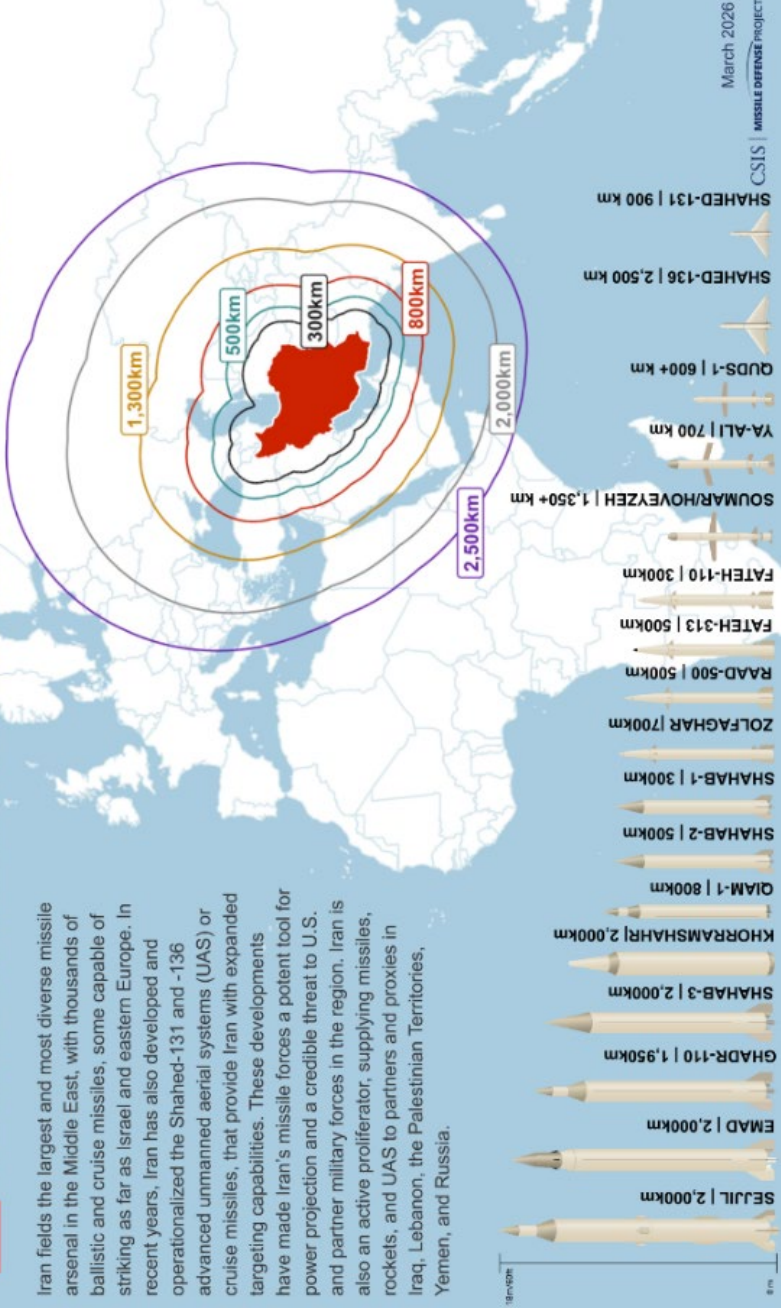 Iran fields the largest and most diverse missile
arsenal in the Middle East, with thousands of
ballistic and cruise missiles, some capable of
striking as far as Israel and eastern Europe. In
recent years, Iran has also developed and
operationalized the Shahed-131 and -136
advanced unmanned aerial systems (UAS) or
cruise missiles, that provide Iran with expanded
targeting capabilities. These developments
have made Iran's missile forces a potent tool for
power projection and a credible threat to U.S.
and partner military forces in the region. Iran is
also an active proliferator, supplying missiles,
rockets, and UAS to partners and proxies in
Iraq, Lebanon, the Palestinian Territories,
Yemen, and Russia.
1,300km
500km
300km
800km
2,000km
2,500km
18m/60ft
0 m
SEJJIL | 2,000km
EMAD | 2,000km
GHADR-110 | 1,950km
SHAHAB-3 | 2,000km
KHORRAMSHAHR| 2,000km
QIAM-1 | 800km
SHAHAB-2 | 500km
SHAHAB-1 | 300km
ZOLFAGHAR |700km
RAAD-500 | 500km
FATEH-313 | 500km
FATEH-110 | 300km
SOUMAR/HOVEYZEH | 1,350+ km
YA-ALI | 700 km
QUDS-1 | 600+ km
SHAHED-136 | 2,500 km
SHAHED-131 | 900 km
March 2026
CSIS | MISSILE DEFENSE PROJECT